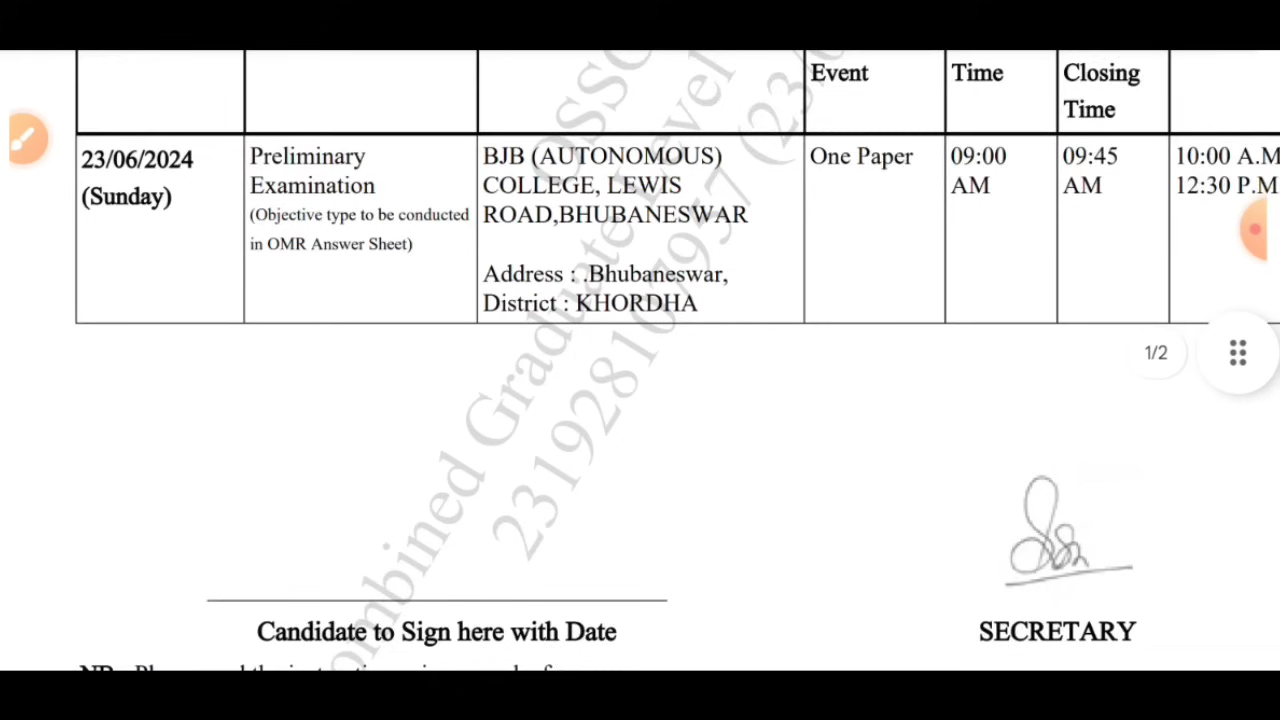 Event
Time
Closing
Time
23/06/2024
(Sunday)
Preliminary
Examination
(Objective type to be conducted
in OMR Answer Sheet)
BJB (AUTONOMOUS)
COLLEGE, LEWIS
ROAD,BHUBANESWAR
Address : .Bhubaneswar,
District : KHORDHA
One Paper
09:00
AM
09:45
AM
10:00 A.M
12:30 P.M
1/2
OSSC
Combined Graduate Level
Candidate to Sign here with Date
SECRETARY